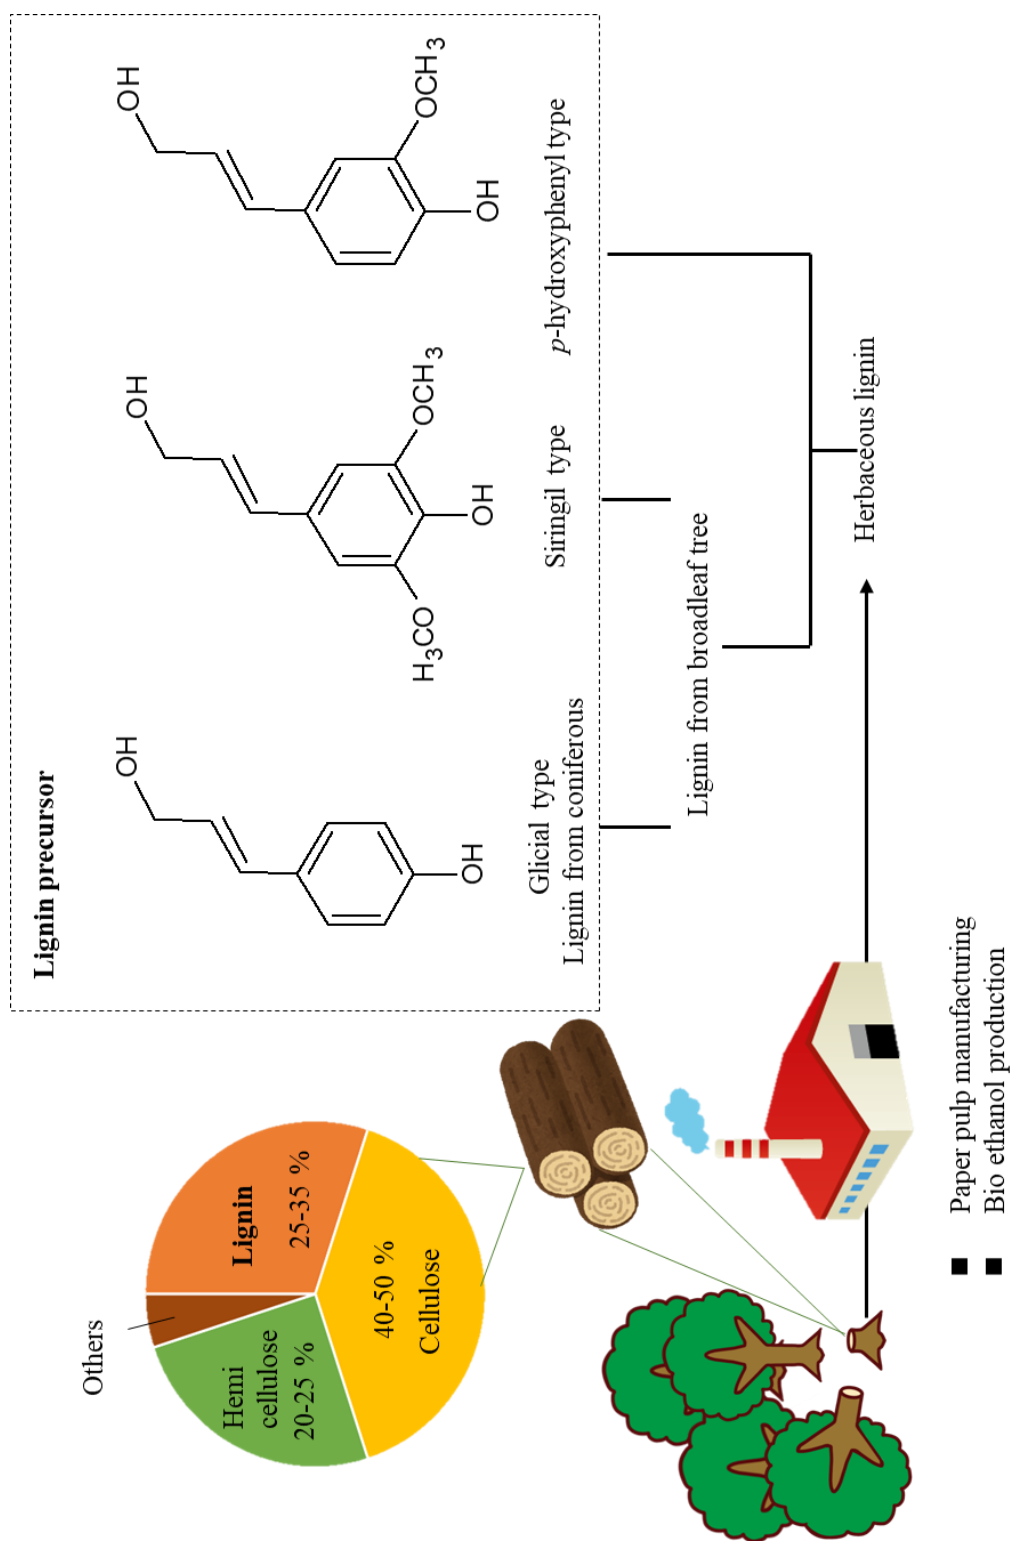 Others
Lignin
25-35 %
Hemi
cellulose
20-25 %
40-50 %
Cellulose
Lignin precursor
OH
OH
OH
H₃CO
OCH₃
OCH₃
OH
OH
OH
Glicial type
Lignin from coniferous
Siringil type
p-hydroxyphenyl type
Lignin from broadleaf tree
Herbaceous lignin
■ Paper pulp manufacturing
■ Bio ethanol production